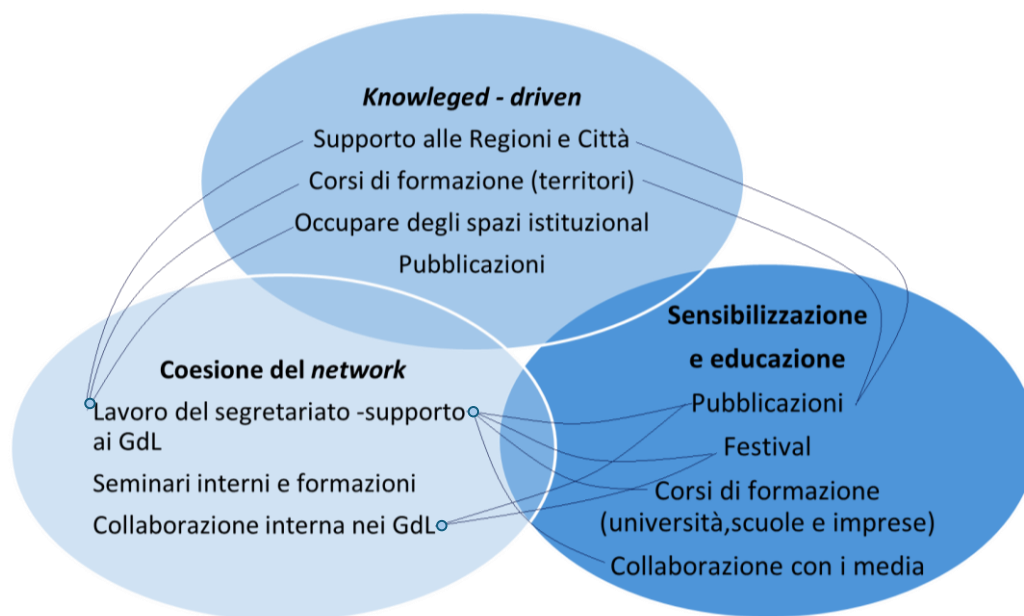 Knowleged - driven
Supporto alle Regioni e Città
Corsi di formazione (territori)
Occupare degli spazi istituzional
Pubblicazioni
Coesione del network
Lavoro del segretariato -supporto
ai GdL
Seminari interni e formazioni
Collaborazione interna nei GdL
Sensibilizzazione
e educazione
Pubblicazioni
Festival
Corsi di formazione
(università,scuole e imprese)
Collaborazione con i media